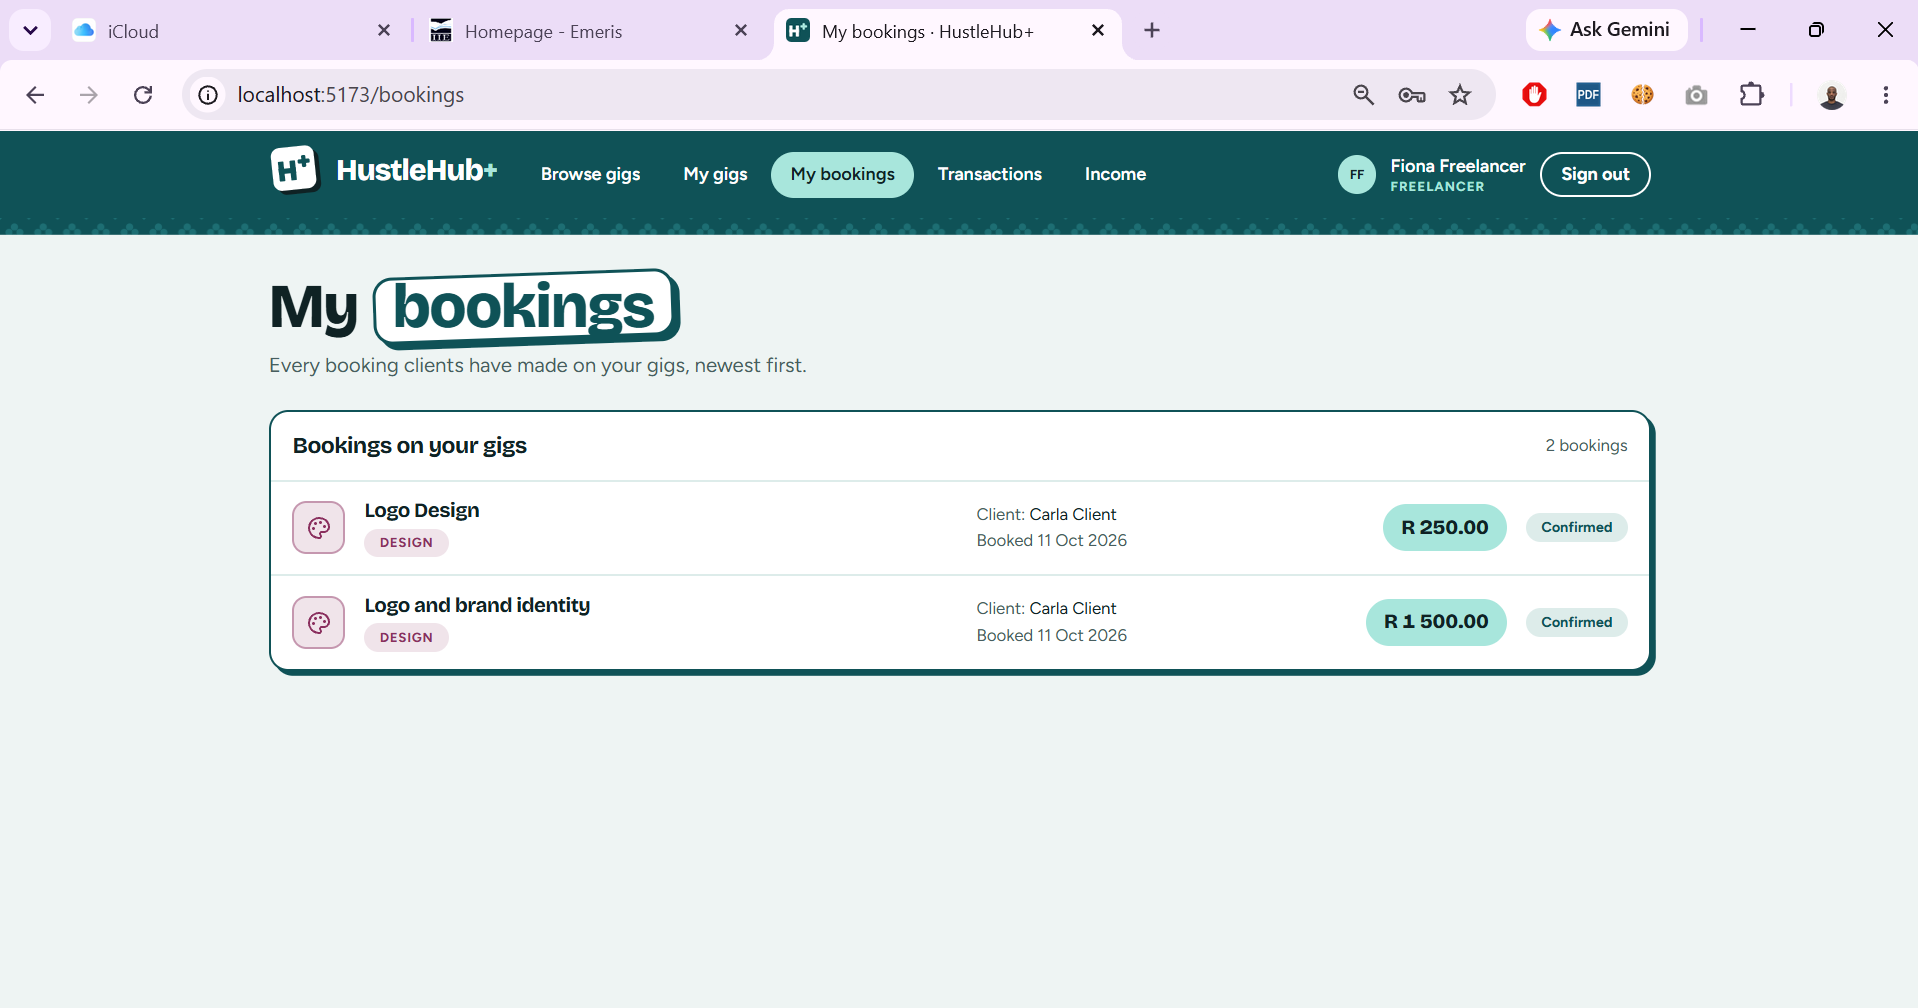 iCloud
Homepage - Emeris
My bookings · HustleHub+
Ask Gemini
localhost:5173/bookings
PDF
H+ HustleHub+
Browse gigs
My gigs
My bookings
Transactions
Income
FF
Fiona Freelancer
FREELANCER
Sign out
My bookings
Every booking clients have made on your gigs, newest first.
Bookings on your gigs
2 bookings
Logo Design
DESIGN
Client: Carla Client
Booked 11 Oct 2026
R 250.00
Confirmed
Logo and brand identity
DESIGN
Client: Carla Client
Booked 11 Oct 2026
R 1 500.00
Confirmed